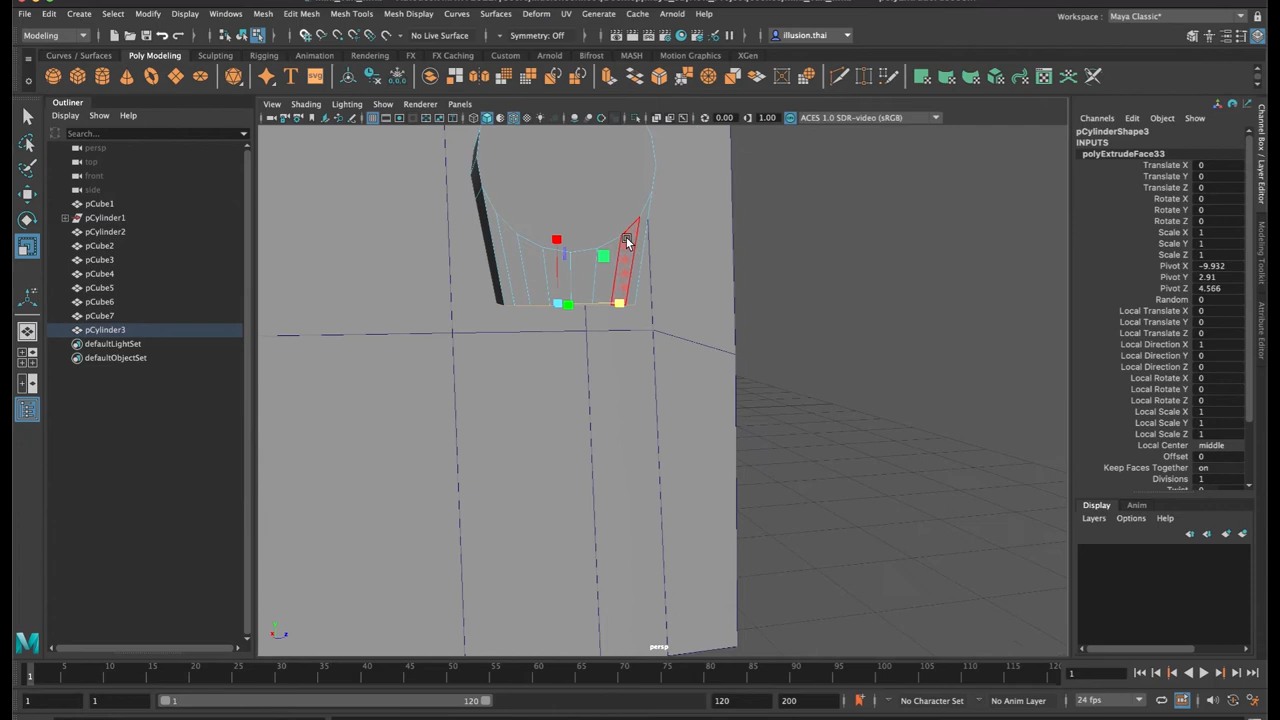 File Edit Create Select Modify Display Windows Mesh Edit Mesh Mesh Tools Mesh Display Curves Surfaces Deform UV Generate Cache Arnold Help Workspace : Maya Classic*
Modeling No Live Surface Symmetry: Off illusion.thai
Curves / Surfaces Poly Modeling Sculpting Rigging Animation Rendering FX FX Caching Custom Arnold Bifrost MASH Motion Graphics XGen
T svg
Outliner
Display Show Help
Search...
persp
top
front
side
pCube1
pCylinder1
pCylinder2
pCube2
pCube3
pCube4
pCube5
pCube6
pCube7
pCylinder3
defaultLightSet
defaultObjectSet
View Shading Lighting Show Renderer Panels
0.00 1.00 ACES 1.0 SDR-video (sRGB)
persp
Channels Edit Object Show
pCylinderShape3
INPUTS
polyExtrudeFace33
Translate X 0
Translate Y 0
Translate Z 0
Rotate X 0
Rotate Y 0
Rotate Z 0
Scale X 1
Scale Y 1
Scale Z 1
Pivot X -9.932
Pivot Y 2.91
Pivot Z 4.566
Random 0
Local Translate X 0
Local Translate Y 0
Local Translate Z 0
Local Direction X 1
Local Direction Y 0
Local Direction Z 0
Local Rotate X 0
Local Rotate Y 0
Local Rotate Z 0
Local Scale X 1
Local Scale Y 1
Local Scale Z 1
Local Center middle
Offset 0
Keep Faces Together on
Divisions 1
Display Anim
Layers Options Help
Channel Box / Layer Editor
Modeling Toolkit
Attribute Editor
5 10 15 20 25 30 35 40 45 50 55 60 65 70 75 80 85 90 95 100 105 110 115 120
1 1
1 1 1 120 120 200 No Character Set No Anim Layer 24 fps